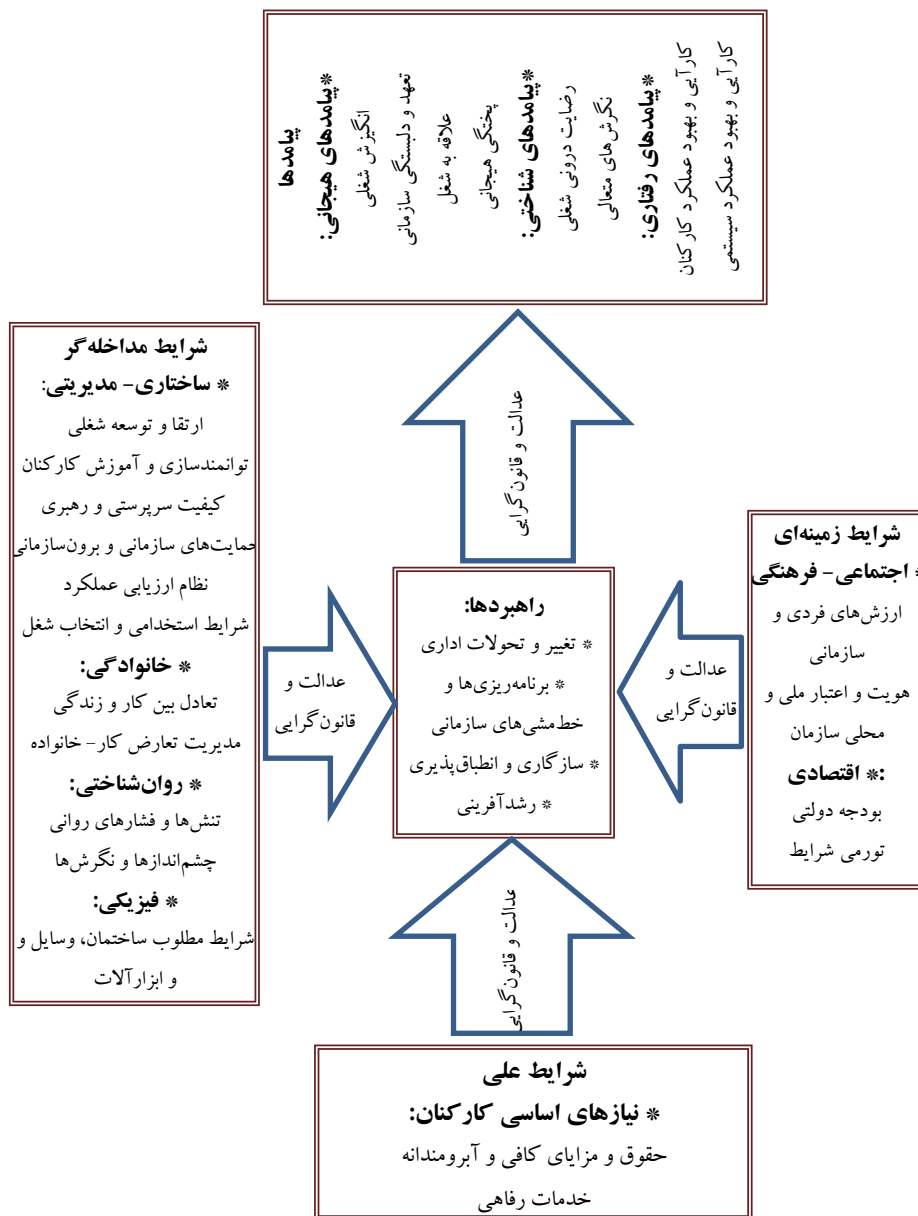 پیامدها
*پیامدهای هیجانی:
انگیزش شغلی
تعهد و دلبستگی سازمانی
علاقه به شغل
پختگی هیجانی
*پیامدهای شناختی:
رضایت درونی شغلی
نگرش‌های متعالی
*پیامدهای رفتاری:
کارآیی و بهبود عملکرد کارکنان
کارآیی و بهبود عملکرد سیستمی
عدالت و قانون‌گرایی
شرایط مداخله‌گر
* ساختاری- مدیریتی:
ارتقا و توسعه شغلی
توانمندسازی و آموزش کارکنان
کیفیت سرپرستی و رهبری
حمایت‌های سازمانی و برون‌سازمانی
نظام ارزیابی عملکرد
شرایط استخدامی و انتخاب شغل
* خانوادگی:
تعادل بین کار و زندگی
مدیریت تعارض کار- خانواده
* روان‌شناختی:
تنش‌ها و فشارهای روانی
چشم‌اندازها و نگرش‌ها
* فیزیکی:
شرایط مطلوب ساختمان، وسایل و
و ابزارآلات
عدالت و
قانون‌گرایی
راهبردها:
* تغییر و تحولات اداری
* برنامه‌ریزی‌ها و
خط‌مشی‌های سازمانی
* سازگاری و انطباق‌پذیری
* رشدآفرینی
عدالت و
قانون‌گرایی
شرایط زمینه‌ای
* اجتماعی- فرهنگی
ارزش‌های فردی و
سازمانی
هویت و اعتبار ملی و
محلی سازمان
:* اقتصادی
بودجه دولتی
تورمی شرایط
عدالت و قانون‌گرایی
شرایط علی
* نیازهای اساسی کارکنان:
حقوق و مزایای کافی و آبرومندانه
خدمات رفاهی